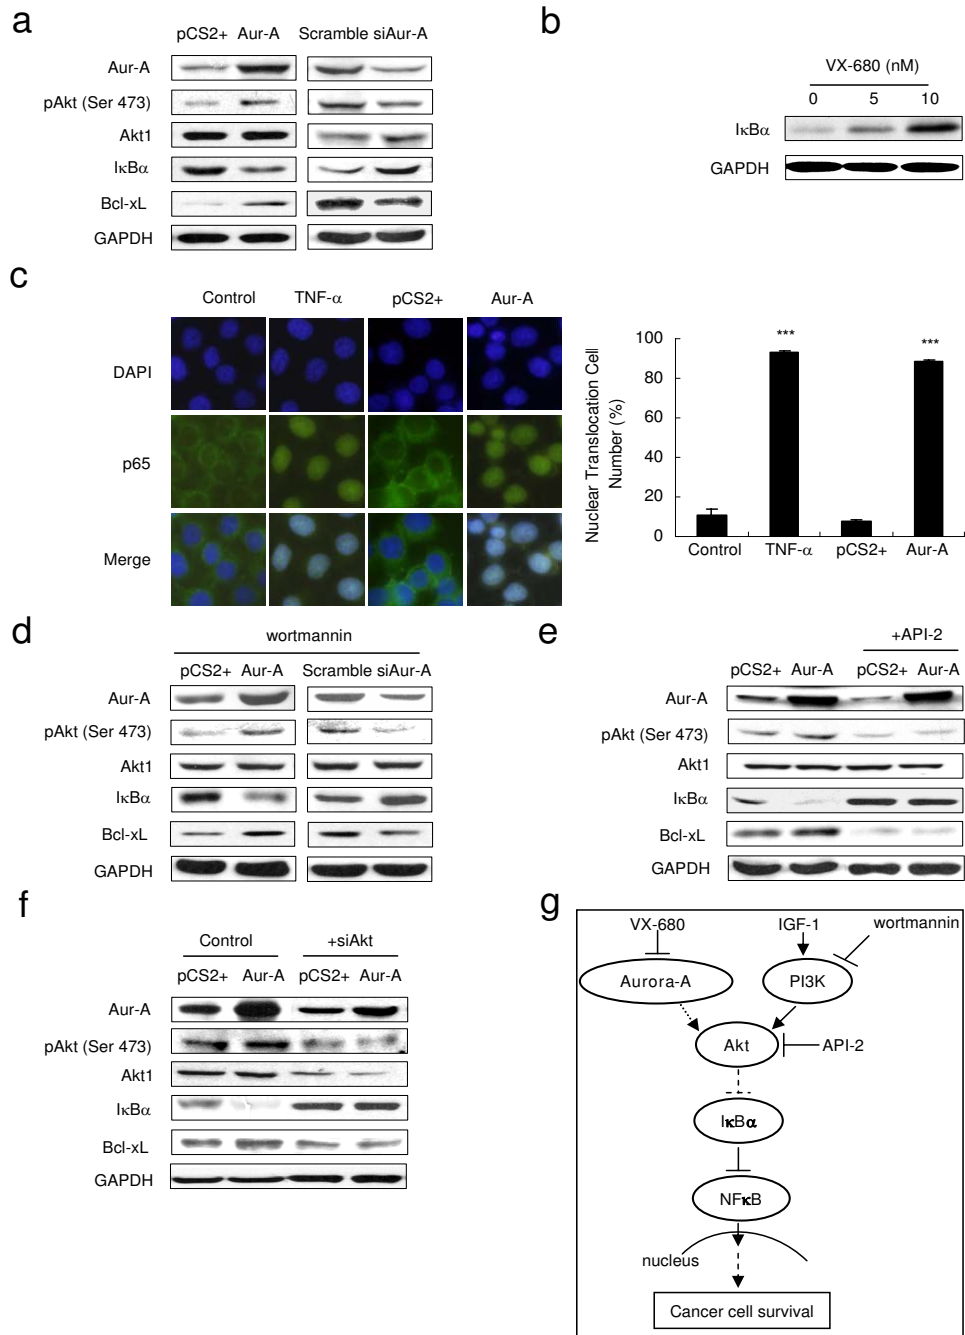 a
pCS2+ Aur-A Scramble siAur-A
Aur-A
pAkt (Ser 473)
Akt1
IκBα
Bcl-xL
GAPDH
b
VX-680 (nM)
0 5 10
IκBα
GAPDH
c
Control TNF-α pCS2+ Aur-A
DAPI
p65
Merge
Nuclear Translocation Cell
Number (%)
100
80
60
40
20
0
*** ***
Control TNF-α pCS2+ Aur-A
d
wortmannin
pCS2+ Aur-A Scramble siAur-A
Aur-A
pAkt (Ser 473)
Akt1
IκBα
Bcl-xL
GAPDH
e
+API-2
pCS2+ Aur-A pCS2+ Aur-A
Aur-A
pAkt (Ser 473)
Akt1
IκBα
Bcl-xL
GAPDH
f
Control +siAkt
pCS2+ Aur-A pCS2+ Aur-A
Aur-A
pAkt (Ser 473)
Akt1
IκBα
Bcl-xL
GAPDH
g
VX-680 IGF-1 wortmannin
Aurora-A PI3K
Akt API-2
IκBα
NFκB
nucleus
Cancer cell survival